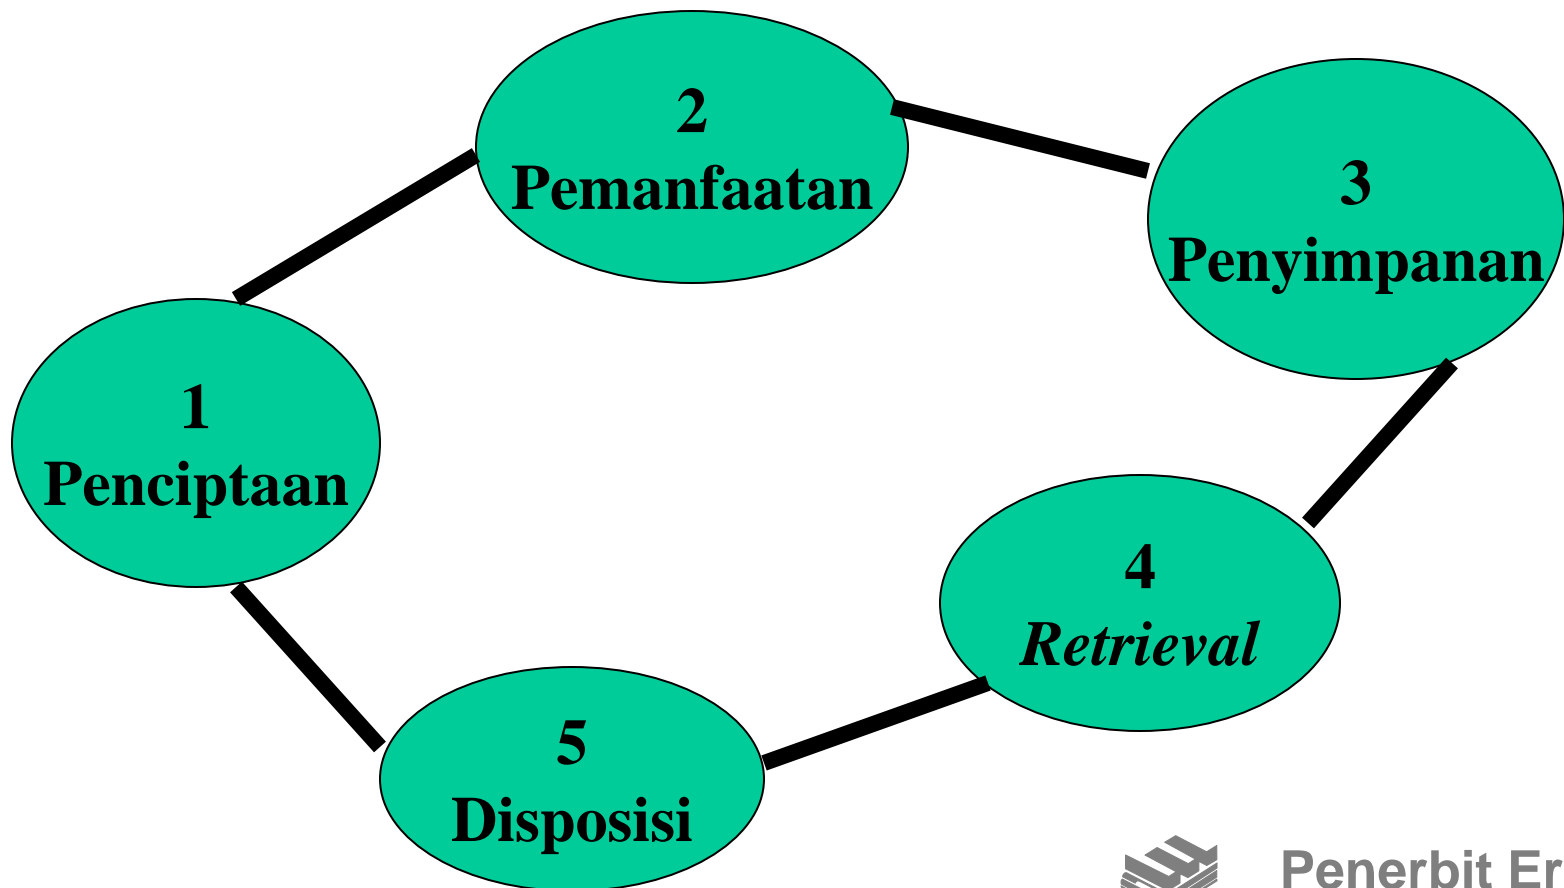 1
Penciptaan
2
Pemanfaatan
3
Penyimpanan
4
Retrieval
5
Disposisi
Penerbit Er